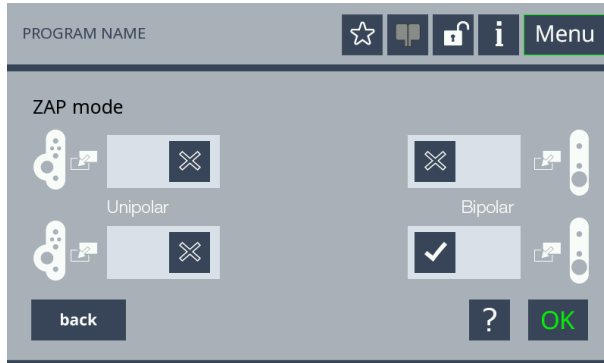 PROGRAM NAME
i Menu
ZAP mode
Unipolar Bipolar
back ? OK